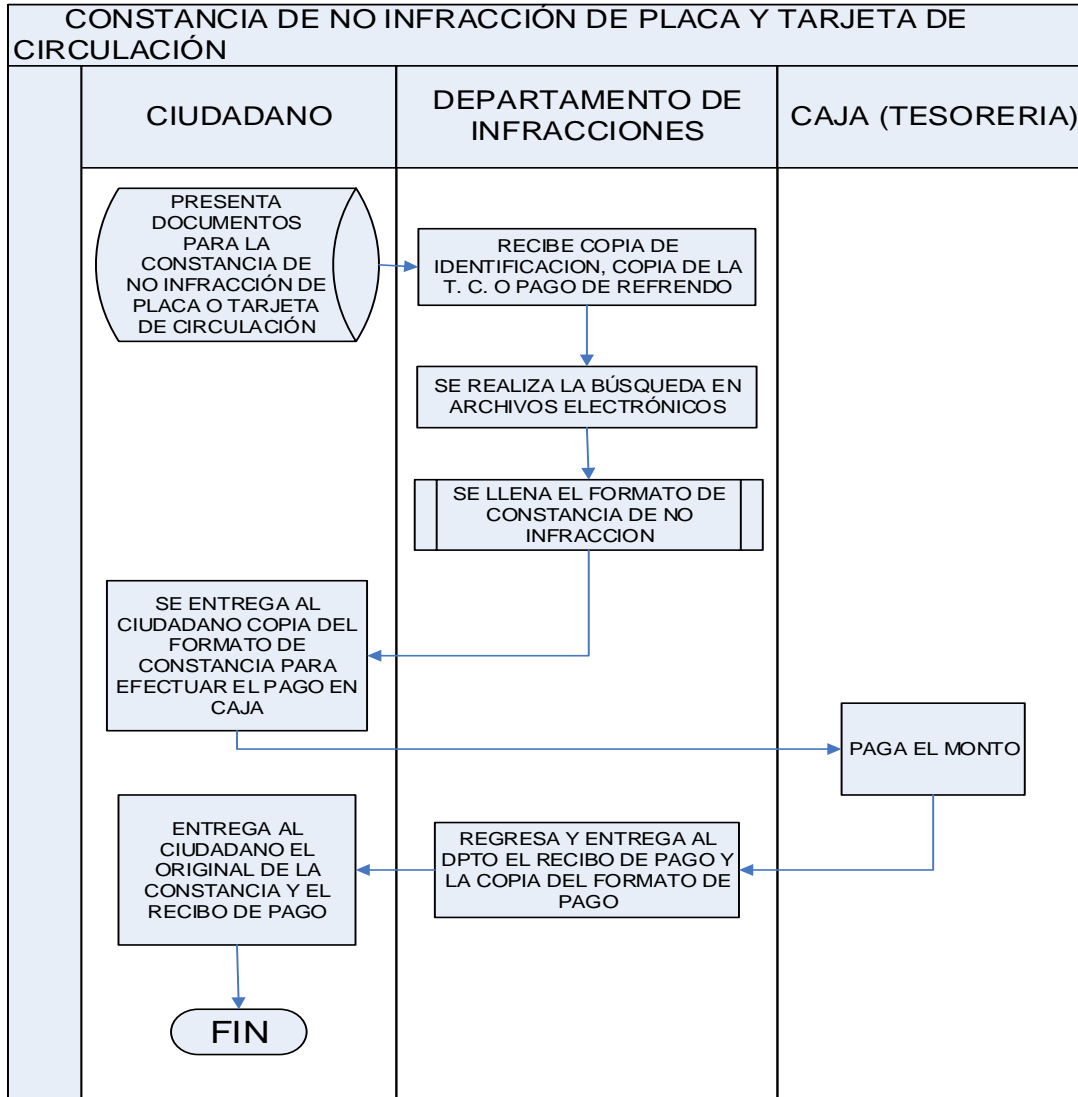 CONSTANCIA DE NO INFRACCIÓN DE PLACA Y TARJETA DE
CIRCULACIÓN
CIUDADANO
DEPARTAMENTO DE
INFRACCIONES
CAJA (TESORERIA)
PRESENTA
DOCUMENTOS
PARA LA
CONSTANCIA DE
NO INFRACCIÓN DE
PLACA O TARJETA
DE CIRCULACIÓN
RECIBE COPIA DE
IDENTIFICACION, COPIA DE LA
T. C. O PAGO DE REFRENDO
SE REALIZA LA BÚSQUEDA EN
ARCHIVOS ELECTRÓNICOS
SE LLENA EL FORMATO DE
CONSTANCIA DE NO
INFRACCION
SE ENTREGA AL
CIUDADANO COPIA DEL
FORMATO DE
CONSTANCIA PARA
EFECTUAR EL PAGO EN
CAJA
PAGA EL MONTO
REGRESA Y ENTREGA AL
DPTO EL RECIBO DE PAGO Y
LA COPIA DEL FORMATO DE
PAGO
ENTREGA AL
CIUDADANO EL
ORIGINAL DE LA
CONSTANCIA Y EL
RECIBO DE PAGO
FIN